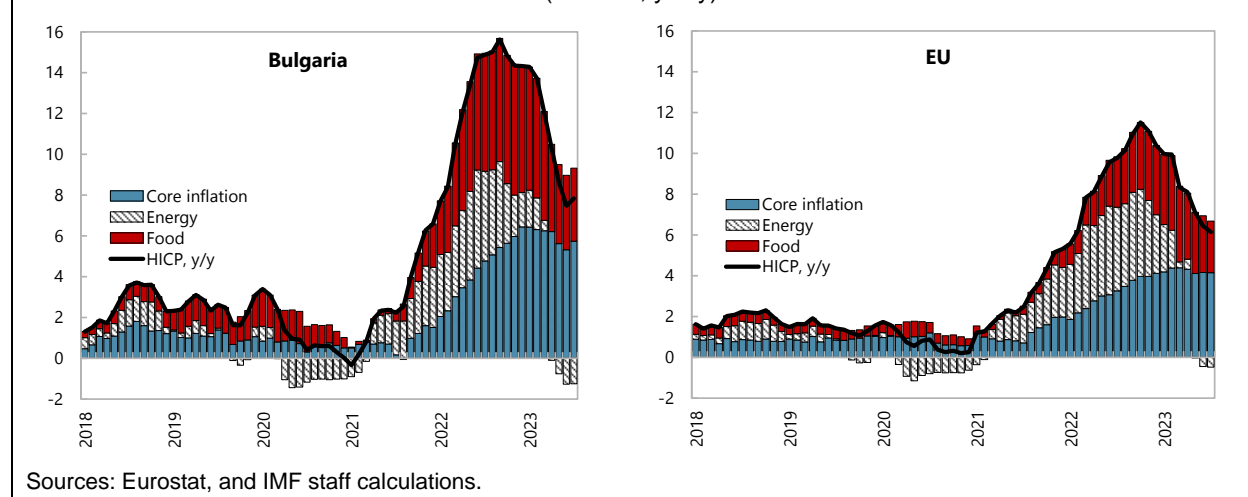 Bulgaria
16
14
12
10
8
6
4
2
0
-2
Core inflation
Energy
Food
HICP, y/y
2018
2019
2020
2021
2022
2023
EU
16
14
12
10
8
6
4
2
0
-2
Core inflation
Energy
Food
HICP, y/y
2018
2019
2020
2021
2022
2023
Sources: Eurostat, and IMF staff calculations.